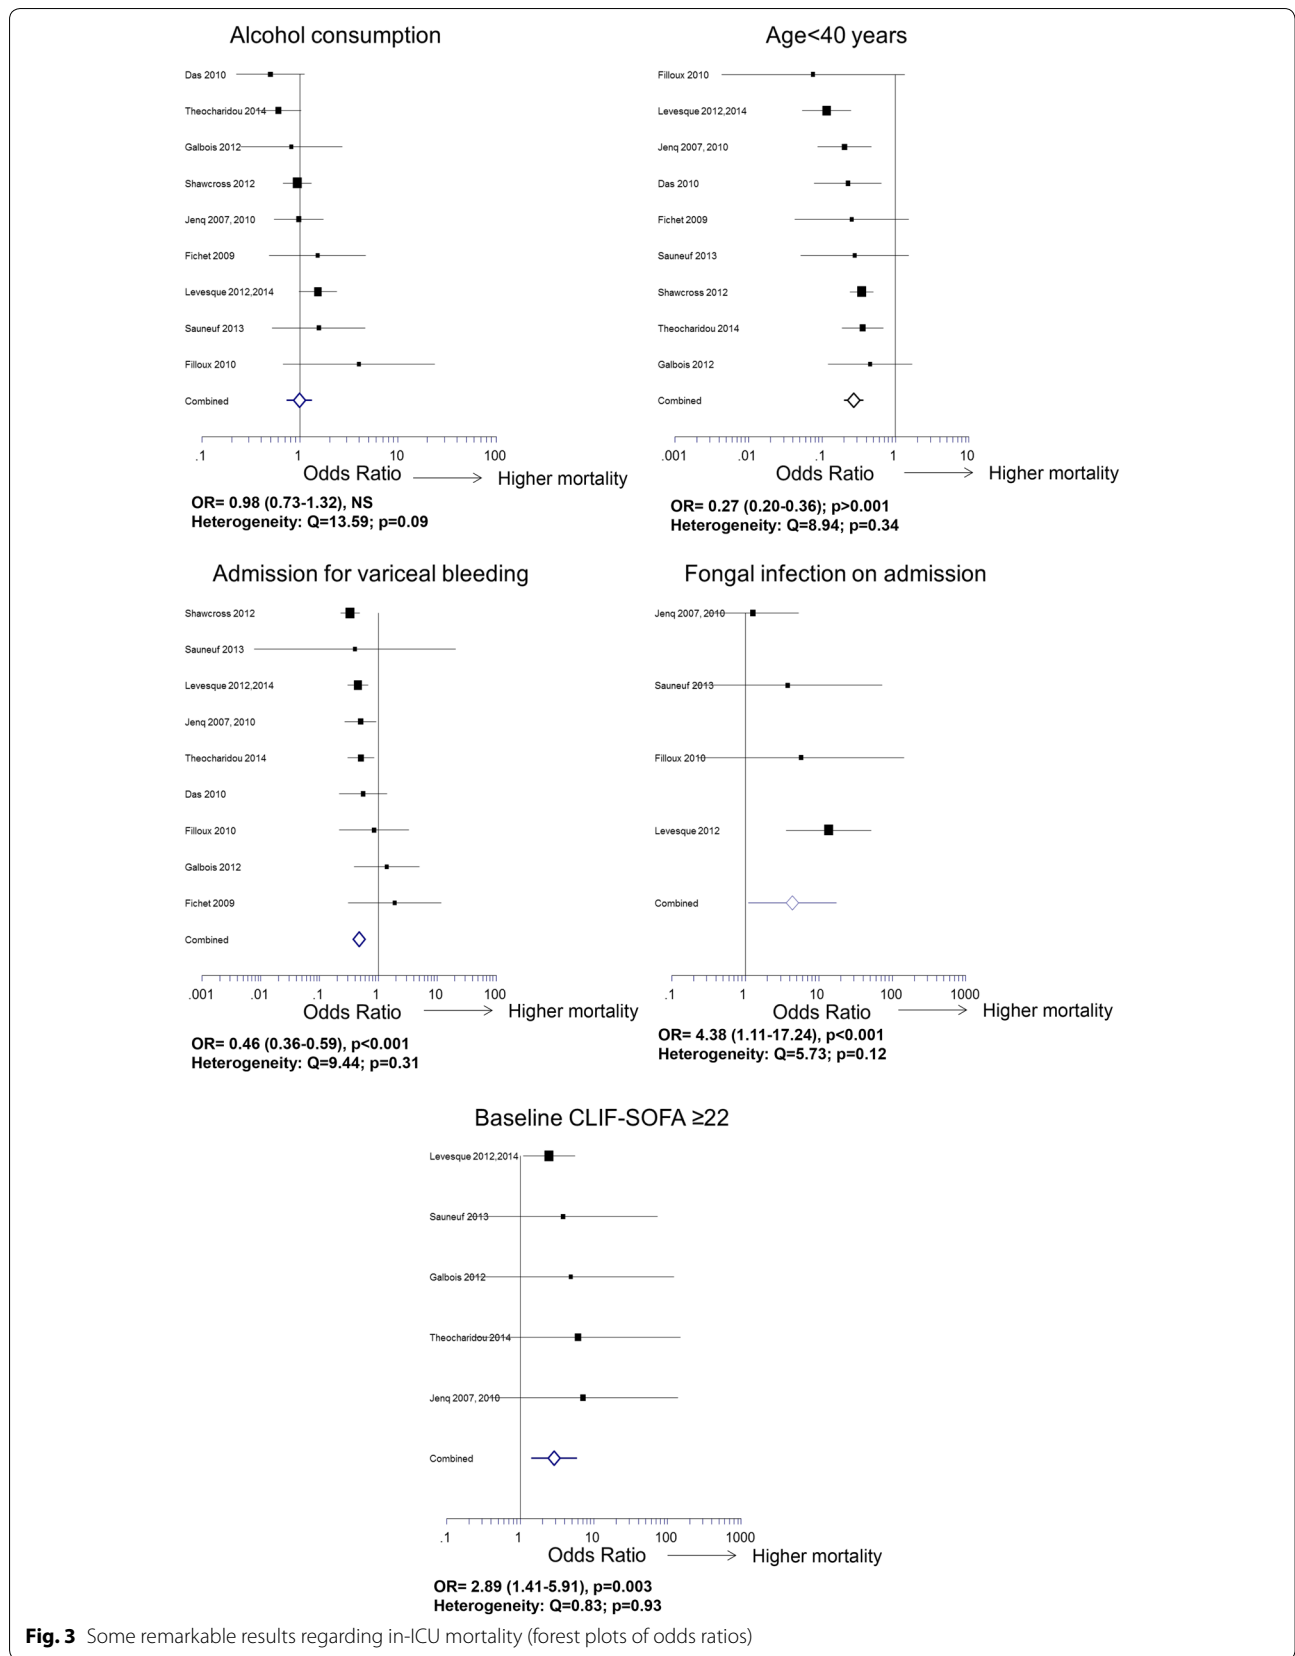 Alcohol consumption
Das 2010
Theocharidou 2014
Galbois 2012
Shawcross 2012
Jenq 2007, 2010
Fichet 2009
Levesque 2012,2014
Sauneuf 2013
Filloux 2010
Combined
.1 1 10 100
Odds Ratio Higher mortality
OR= 0.98 (0.73-1.32), NS
Heterogeneity: Q=13.59; p=0.09
Age<40 years
Filloux 2010
Levesque 2012,2014
Jenq 2007, 2010
Das 2010
Fichet 2009
Sauneuf 2013
Shawcross 2012
Theocharidou 2014
Galbois 2012
Combined
.001 .01 .1 1 10
Odds Ratio Higher mortality
OR= 0.27 (0.20-0.36); p>0.001
Heterogeneity: Q=8.94; p=0.34
Admission for variceal bleeding
Shawcross 2012
Sauneuf 2013
Levesque 2012,2014
Jenq 2007, 2010
Theocharidou 2014
Das 2010
Filloux 2010
Galbois 2012
Fichet 2009
Combined
.001 .01 .1 1 10 100
Odds Ratio Higher mortality
OR= 0.46 (0.36-0.59), p<0.001
Heterogeneity: Q=9.44; p=0.31
Fongal infection on admission
Jenq 2007, 2010
Sauneuf 2013
Filloux 2010
Levesque 2012
Combined
.1 1 10 100 1000
Odds Ratio Higher mortality
OR= 4.38 (1.11-17.24), p<0.001
Heterogeneity: Q=5.73; p=0.12
Baseline CLIF-SOFA ≥22
Levesque 2012,2014
Sauneuf 2013
Galbois 2012
Theocharidou 2014
Jenq 2007, 2010
Combined
.1 1 10 100 1000
Odds Ratio Higher mortality
OR= 2.89 (1.41-5.91), p=0.003
Heterogeneity: Q=0.83; p=0.93
Fig. 3 Some remarkable results regarding in-ICU mortality (forest plots of odds ratios)